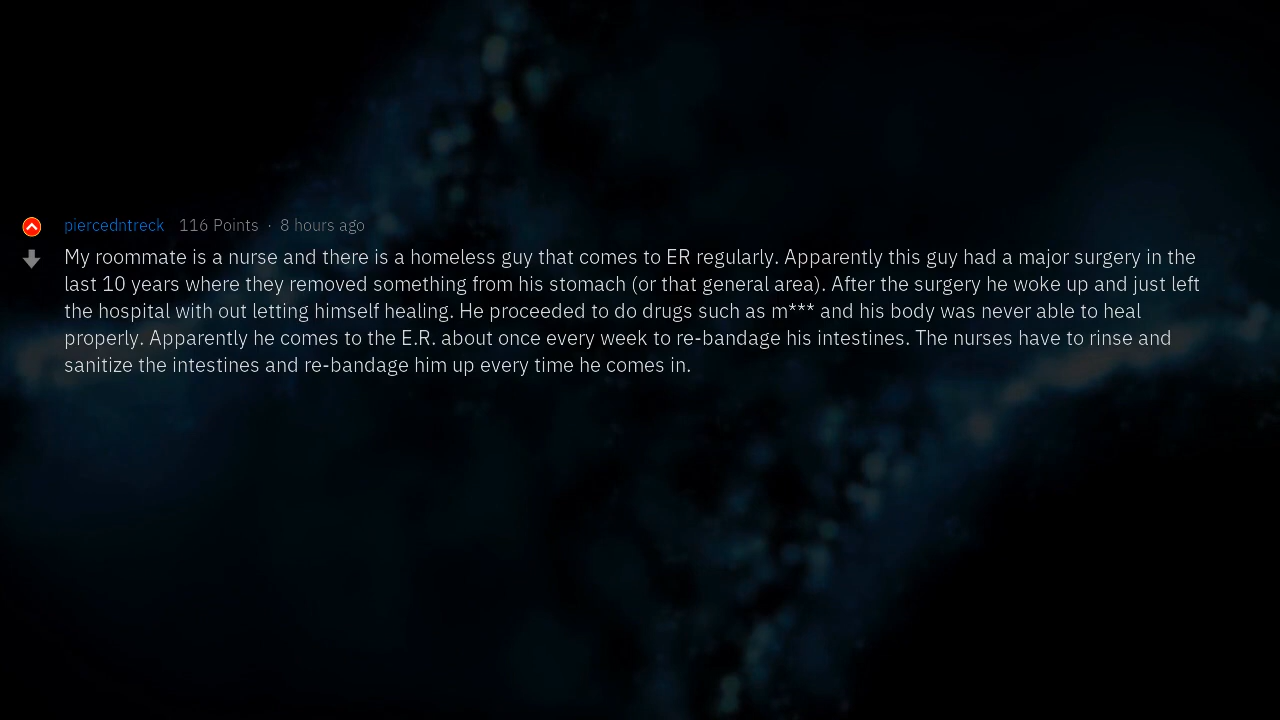 piercedntreck 116 Points · 8 hours ago
My roommate is a nurse and there is a homeless guy that comes to ER regularly. Apparently this guy had a major surgery in the
last 10 years where they removed something from his stomach (or that general area). After the surgery he woke up and just left
the hospital with out letting himself healing. He proceeded to do drugs such as m*** and his body was never able to heal
properly. Apparently he comes to the E.R. about once every week to re-bandage his intestines. The nurses have to rinse and
sanitize the intestines and re-bandage him up every time he comes in.